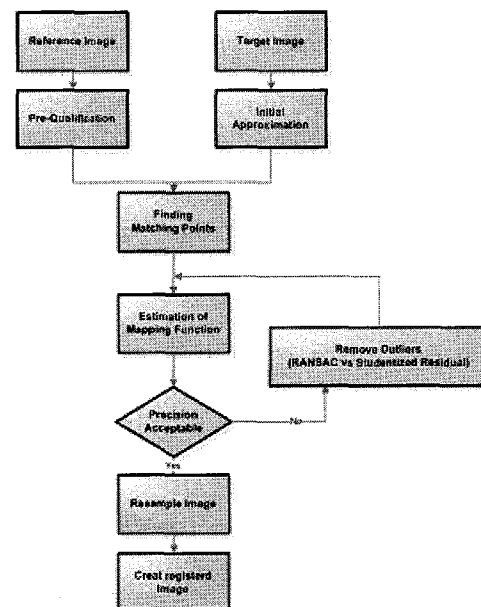 Reference Image
Target Image
Pre-Qualification
Initial
Approximation
Finding
Matching Points
Estimation of
Mapping Function
Remove Outliers
(RANSAC vs Studentized Residual)
Precision
Acceptable
No
Yes
Resample Image
Creat registerd
Image